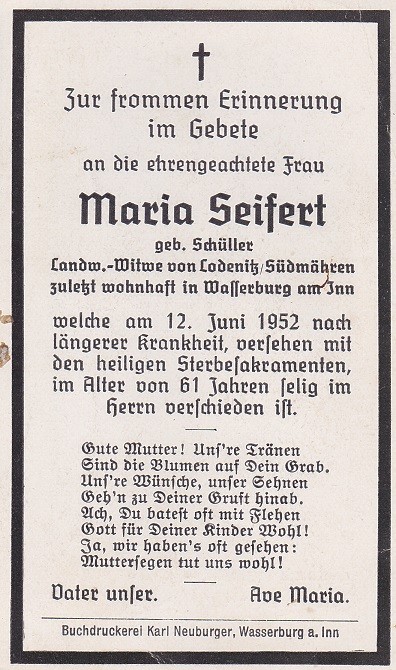 Zur frommen Erinnerung
im Gebete
an die ehrengeachtete Frau
Maria Seifert
geb. Schüller
Landw.-Witwe von Lodenitz/Südmähren
zuletzt wohnhaft in Wasserburg am Inn
welche am 12. Juni 1952 nach
längerer Krankheit, versehen mit
den heiligen Sterbesakramenten,
im Alter von 61 Jahren selig im
Herrn verschieden ist.
Gute Mutter! Uns're Tränen
Sind die Blumen auf Dein Grab.
Uns're Wünsche, unser Sehnen
Geh'n zu Deiner Gruft hinab.
Ach, Du batest oft mit Flehen
Gott für Deiner Kinder Wohl!
Ja, wir haben's oft gesehen:
Muttersegen tut uns wohl!
Vater unser. Ave Maria.
Buchdruckerei Karl Neuburger, Wasserburg a. Inn